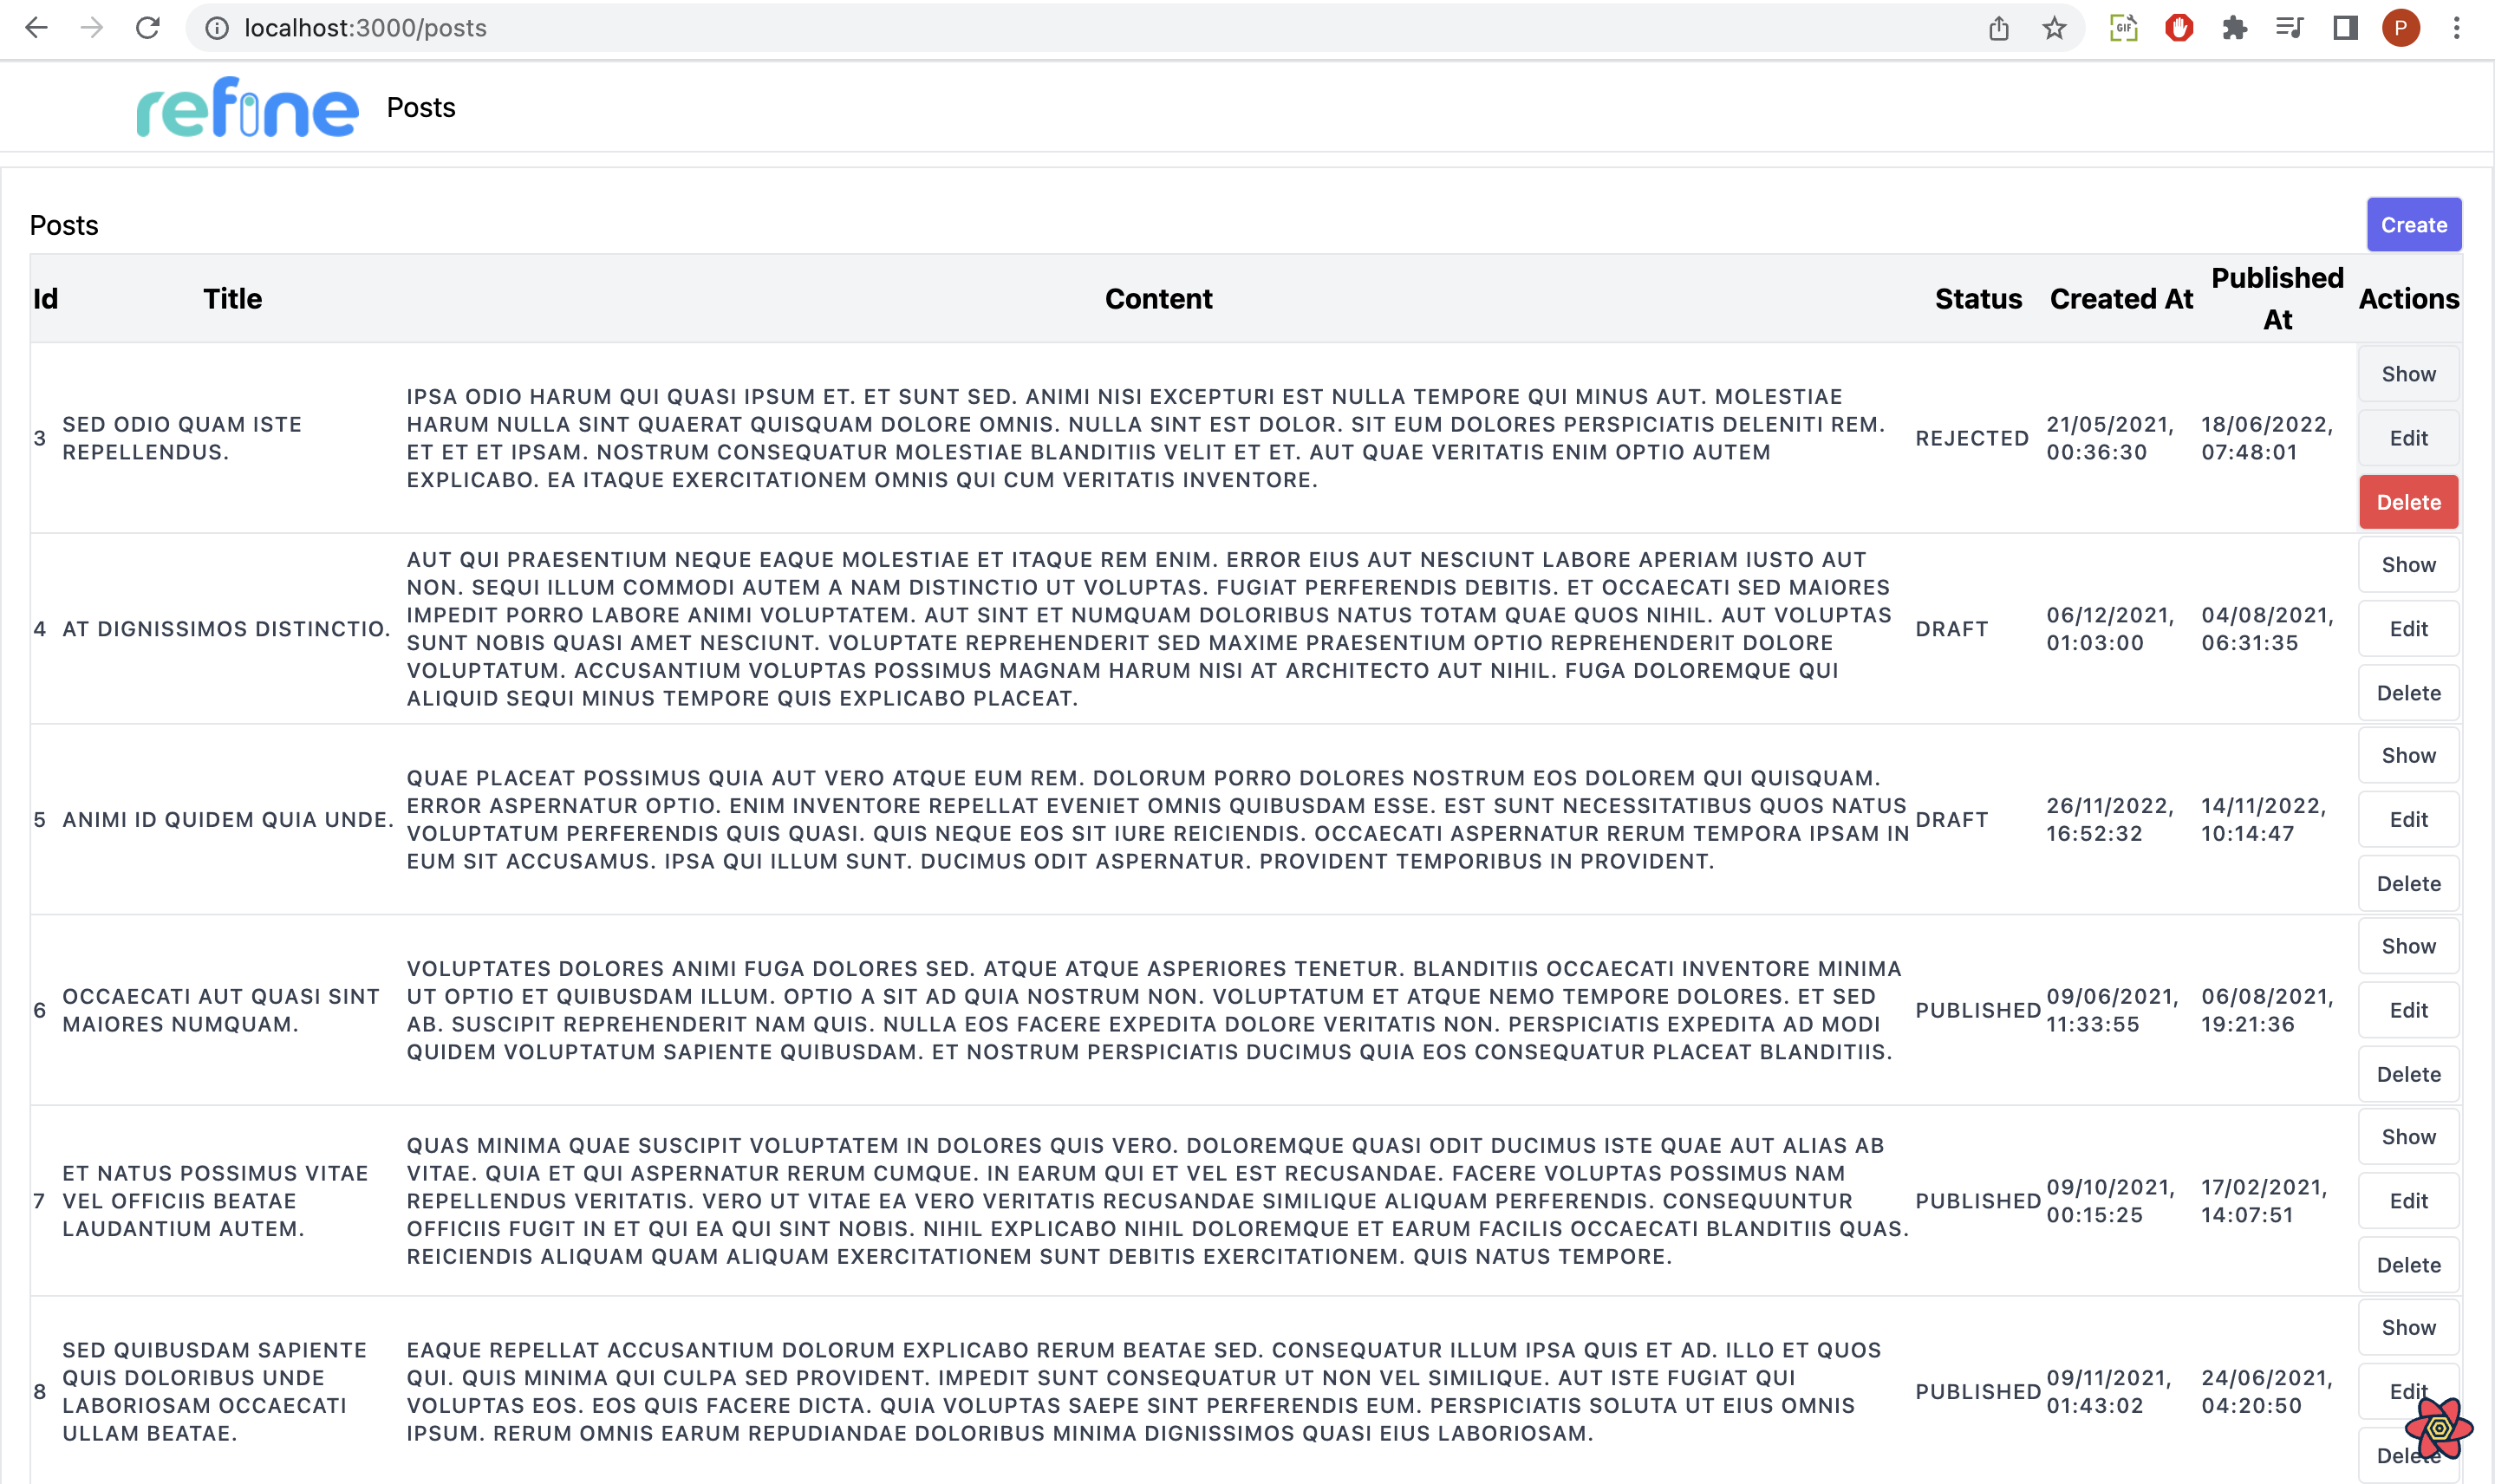 localhost:3000/posts
GIF
P
refine
Posts
Posts
Create
Id
Title
Content
Status
Created At
Published
At
Actions
3
SED ODIO QUAM ISTE
REPELLENDUS.
IPSA ODIO HARUM QUI QUASI IPSUM ET. ET SUNT SED. ANIMI NISI EXCEPTURI EST NULLA TEMPORE QUI MINUS AUT. MOLESTIAE
HARUM NULLA SINT QUAERAT QUISQUAM DOLORE OMNIS. NULLA SINT EST DOLOR. SIT EUM DOLORES PERSPICIATIS DELENITI REM.
ET ET ET IPSAM. NOSTRUM CONSEQUATUR MOLESTIAE BLANDITIIS VELIT ET ET. AUT QUAE VERITATIS ENIM OPTIO AUTEM
EXPLICABO. EA ITAQUE EXERCITATIONEM OMNIS QUI CUM VERITATIS INVENTORE.
REJECTED
21/05/2021,
00:36:30
18/06/2022,
07:48:01
Show
Edit
Delete
4
AT DIGNISSIMOS DISTINCTIO.
AUT QUI PRAESENTIUM NEQUE EAQUE MOLESTIAE ET ITAQUE REM ENIM. ERROR EIUS AUT NESCIUNT LABORE APERIAM IUSTO AUT
NON. SEQUI ILLUM COMMODI AUTEM A NAM DISTINCTIO UT VOLUPTAS. FUGIAT PERFERENDIS DEBITIS. ET OCCAECATI SED MAIORES
IMPEDIT PORRO LABORE ANIMI VOLUPTATEM. AUT SINT ET NUMQUAM DOLORIBUS NATUS TOTAM QUAE QUOS NIHIL. AUT VOLUPTAS
SUNT NOBIS QUASI AMET NESCIUNT. VOLUPTATE REPREHENDERIT SED MAXIME PRAESENTIUM OPTIO REPREHENDERIT DOLORE
VOLUPTATUM. ACCUSANTIUM VOLUPTAS POSSIMUS MAGNAM HARUM NISI AT ARCHITECTO AUT NIHIL. FUGA DOLOREMQUE QUI
ALIQUID SEQUI MINUS TEMPORE QUIS EXPLICABO PLACEAT.
DRAFT
06/12/2021,
01:03:00
04/08/2021,
06:31:35
Show
Edit
Delete
5
ANIMI ID QUIDEM QUIA UNDE.
QUAE PLACEAT POSSIMUS QUIA AUT VERO ATQUE EUM REM. DOLORUM PORRO DOLORES NOSTRUM EOS DOLOREM QUI QUISQUAM.
ERROR ASPERNATUR OPTIO. ENIM INVENTORE REPELLAT EVENIET OMNIS QUIBUSDAM ESSE. EST SUNT NECESSITATIBUS QUOS NATUS
VOLUPTATUM PERFERENDIS QUIS QUASI. QUIS NEQUE EOS SIT IURE REICIENDIS. OCCAECATI ASPERNATUR RERUM TEMPORA IPSAM IN
EUM SIT ACCUSAMUS. IPSA QUI ILLUM SUNT. DUCIMUS ODIT ASPERNATUR. PROVIDENT TEMPORIBUS IN PROVIDENT.
DRAFT
26/11/2022,
16:52:32
14/11/2022,
10:14:47
Show
Edit
Delete
6
OCCAECATI AUT QUASI SINT
MAIORES NUMQUAM.
VOLUPTATES DOLORES ANIMI FUGA DOLORES SED. ATQUE ATQUE ASPERIORES TENETUR. BLANDITIIS OCCAECATI INVENTORE MINIMA
UT OPTIO ET QUIBUSDAM ILLUM. OPTIO A SIT AD QUIA NOSTRUM NON. VOLUPTATUM ET ATQUE NEMO TEMPORE DOLORES. ET SED
AB. SUSCIPIT REPREHENDERIT NAM QUIS. NULLA EOS FACERE EXPEDITA DOLORE VERITATIS NON. PERSPICIATIS EXPEDITA AD MODI
QUIDEM VOLUPTATUM SAPIENTE QUIBUSDAM. ET NOSTRUM PERSPICIATIS DUCIMUS QUIA EOS CONSEQUATUR PLACEAT BLANDITIIS.
PUBLISHED
09/06/2021,
11:33:55
06/08/2021,
19:21:36
Show
Edit
Delete
7
ET NATUS POSSIMUS VITAE
VEL OFFICIIS BEATAE
LAUDANTIUM AUTEM.
QUAS MINIMA QUAE SUSCIPIT VOLUPTATEM IN DOLORES QUIS VERO. DOLOREMQUE QUASI ODIT DUCIMUS ISTE QUAE AUT ALIAS AB
VITAE. QUIA ET QUI ASPERNATUR RERUM CUMQUE. IN EARUM QUI ET VEL EST RECUSANDAE. FACERE VOLUPTAS POSSIMUS NAM
REPELLENDUS VERITATIS. VERO UT VITAE EA VERO VERITATIS RECUSANDAE SIMILIQUE ALIQUAM PERFERENDIS. CONSEQUUNTUR
OFFICIIS FUGIT IN ET QUI EA QUI SINT NOBIS. NIHIL EXPLICABO NIHIL DOLOREMQUE ET EARUM FACILIS OCCAECATI BLANDITIIS QUAS.
REICIENDIS ALIQUAM QUAM ALIQUAM EXERCITATIONEM SUNT DEBITIS EXERCITATIONEM. QUIS NATUS TEMPORE.
PUBLISHED
09/10/2021,
00:15:25
17/02/2021,
14:07:51
Show
Edit
Delete
8
SED QUIBUSDAM SAPIENTE
QUIS DOLORIBUS UNDE
LABORIOSAM OCCAECATI
ULLAM BEATAE.
EAQUE REPELLAT ACCUSANTIUM DOLORUM EXPLICABO RERUM BEATAE SED. CONSEQUATUR ILLUM IPSA QUIS ET AD. ILLO ET QUOS
QUI. QUIS MINIMA QUI CULPA SED PROVIDENT. IMPEDIT SUNT CONSEQUATUR UT NON VEL SIMILIQUE. AUT ISTE FUGIAT QUI
VOLUPTAS EOS. EOS QUIS FACERE DICTA. QUIA VOLUPTAS SAEPE SINT PERFERENDIS EUM. PERSPICIATIS SOLUTA UT EIUS OMNIS
IPSUM. RERUM OMNIS EARUM REPUDIANDAE DOLORIBUS MINIMA DIGNISSIMOS QUASI EIUS LABORIOSAM.
PUBLISHED
09/11/2021,
01:43:02
24/06/2021,
04:20:50
Show
Edit
Delete